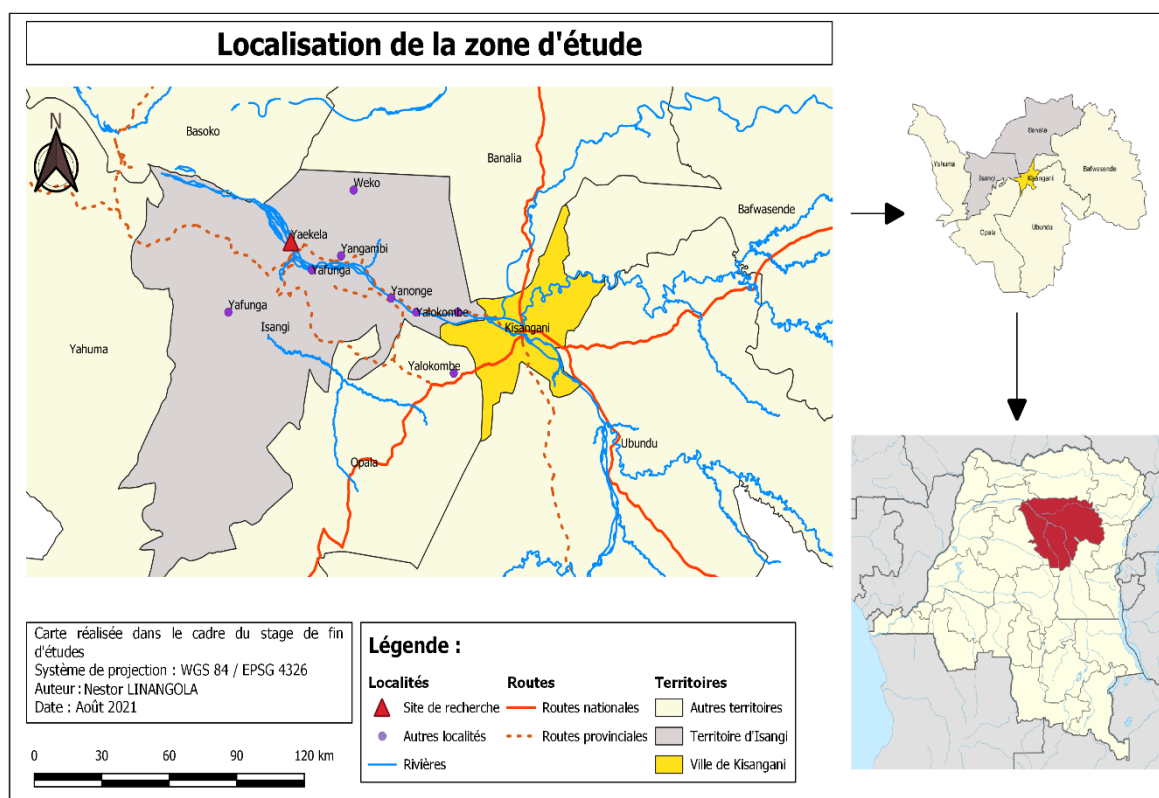 Localisation de la zone d'étude
N
Basoko
Banalia
Weko
Bafwasende
Yaekela
Yangambi
Yafunga
Yanonge
Yafunga
Yalokombe
Isangi
Kisangani
Yahuma
Yalokombe
Ubundu
Opala
Banalia
Yahuma
Bafwasende
Isangi
Kisangani
Opala
Ubundu
Carte réalisée dans le cadre du stage de fin
d'études
Système de projection : WGS 84 / EPSG 4326
Auteur : Nestor LINANGOLA
Date : Août 2021
0 30 60 90 120 km
Légende :
Localités Routes Territoires
Site de recherche Routes nationales Autres territoires
Autres localités Routes provinciales Territoire d'Isangi
Rivières Ville de Kisangani